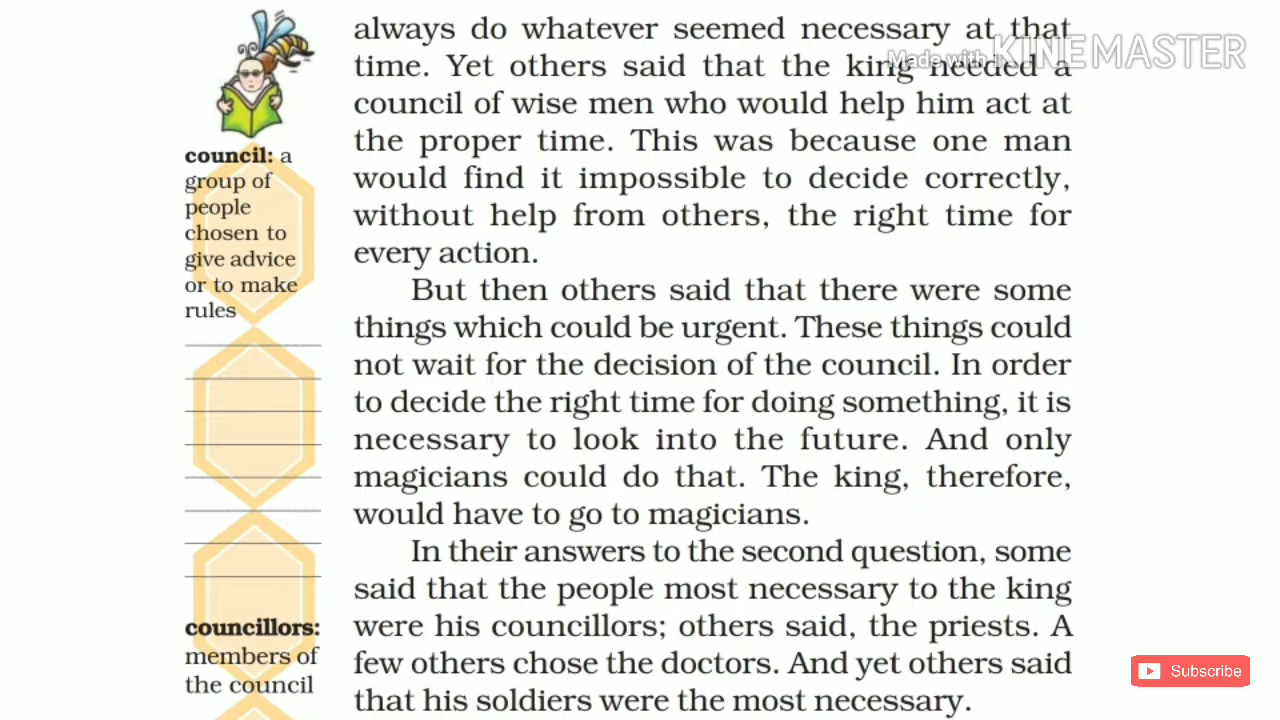 always do whatever seemed necessary at that
time. Yet others said that the king needed a
council of wise men who would help him act at
the proper time. This was because one man
would find it impossible to decide correctly,
without help from others, the right time for
every action.
But then others said that there were some
things which could be urgent. These things could
not wait for the decision of the council. In order
to decide the right time for doing something, it is
necessary to look into the future. And only
magicians could do that. The king, therefore,
would have to go to magicians.
In their answers to the second question, some
said that the people most necessary to the king
were his councillors; others said, the priests. A
few others chose the doctors. And yet others said
that his soldiers were the most necessary.
council: a
group of
people
chosen to
give advice
or to make
rules
councillors:
members of
the council
Made with KINEMASTER
Subscribe